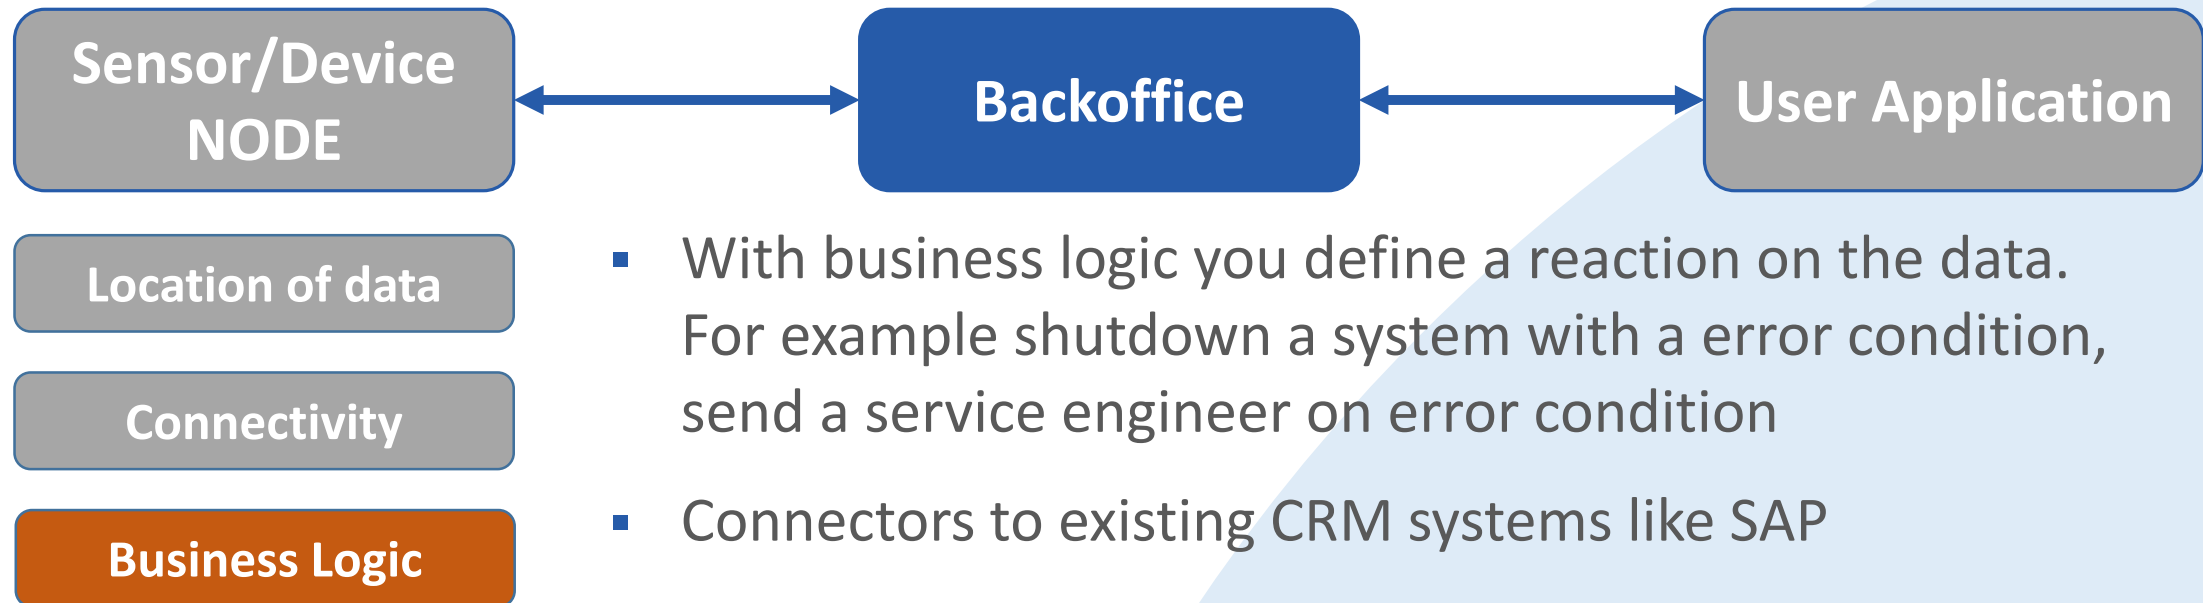 Sensor/Device
NODE
Backoffice
User Application
Location of data
Connectivity
Business Logic
▪ With business logic you define a reaction on the data.
For example shutdown a system with a error condition,
send a service engineer on error condition
▪ Connectors to existing CRM systems like SAP